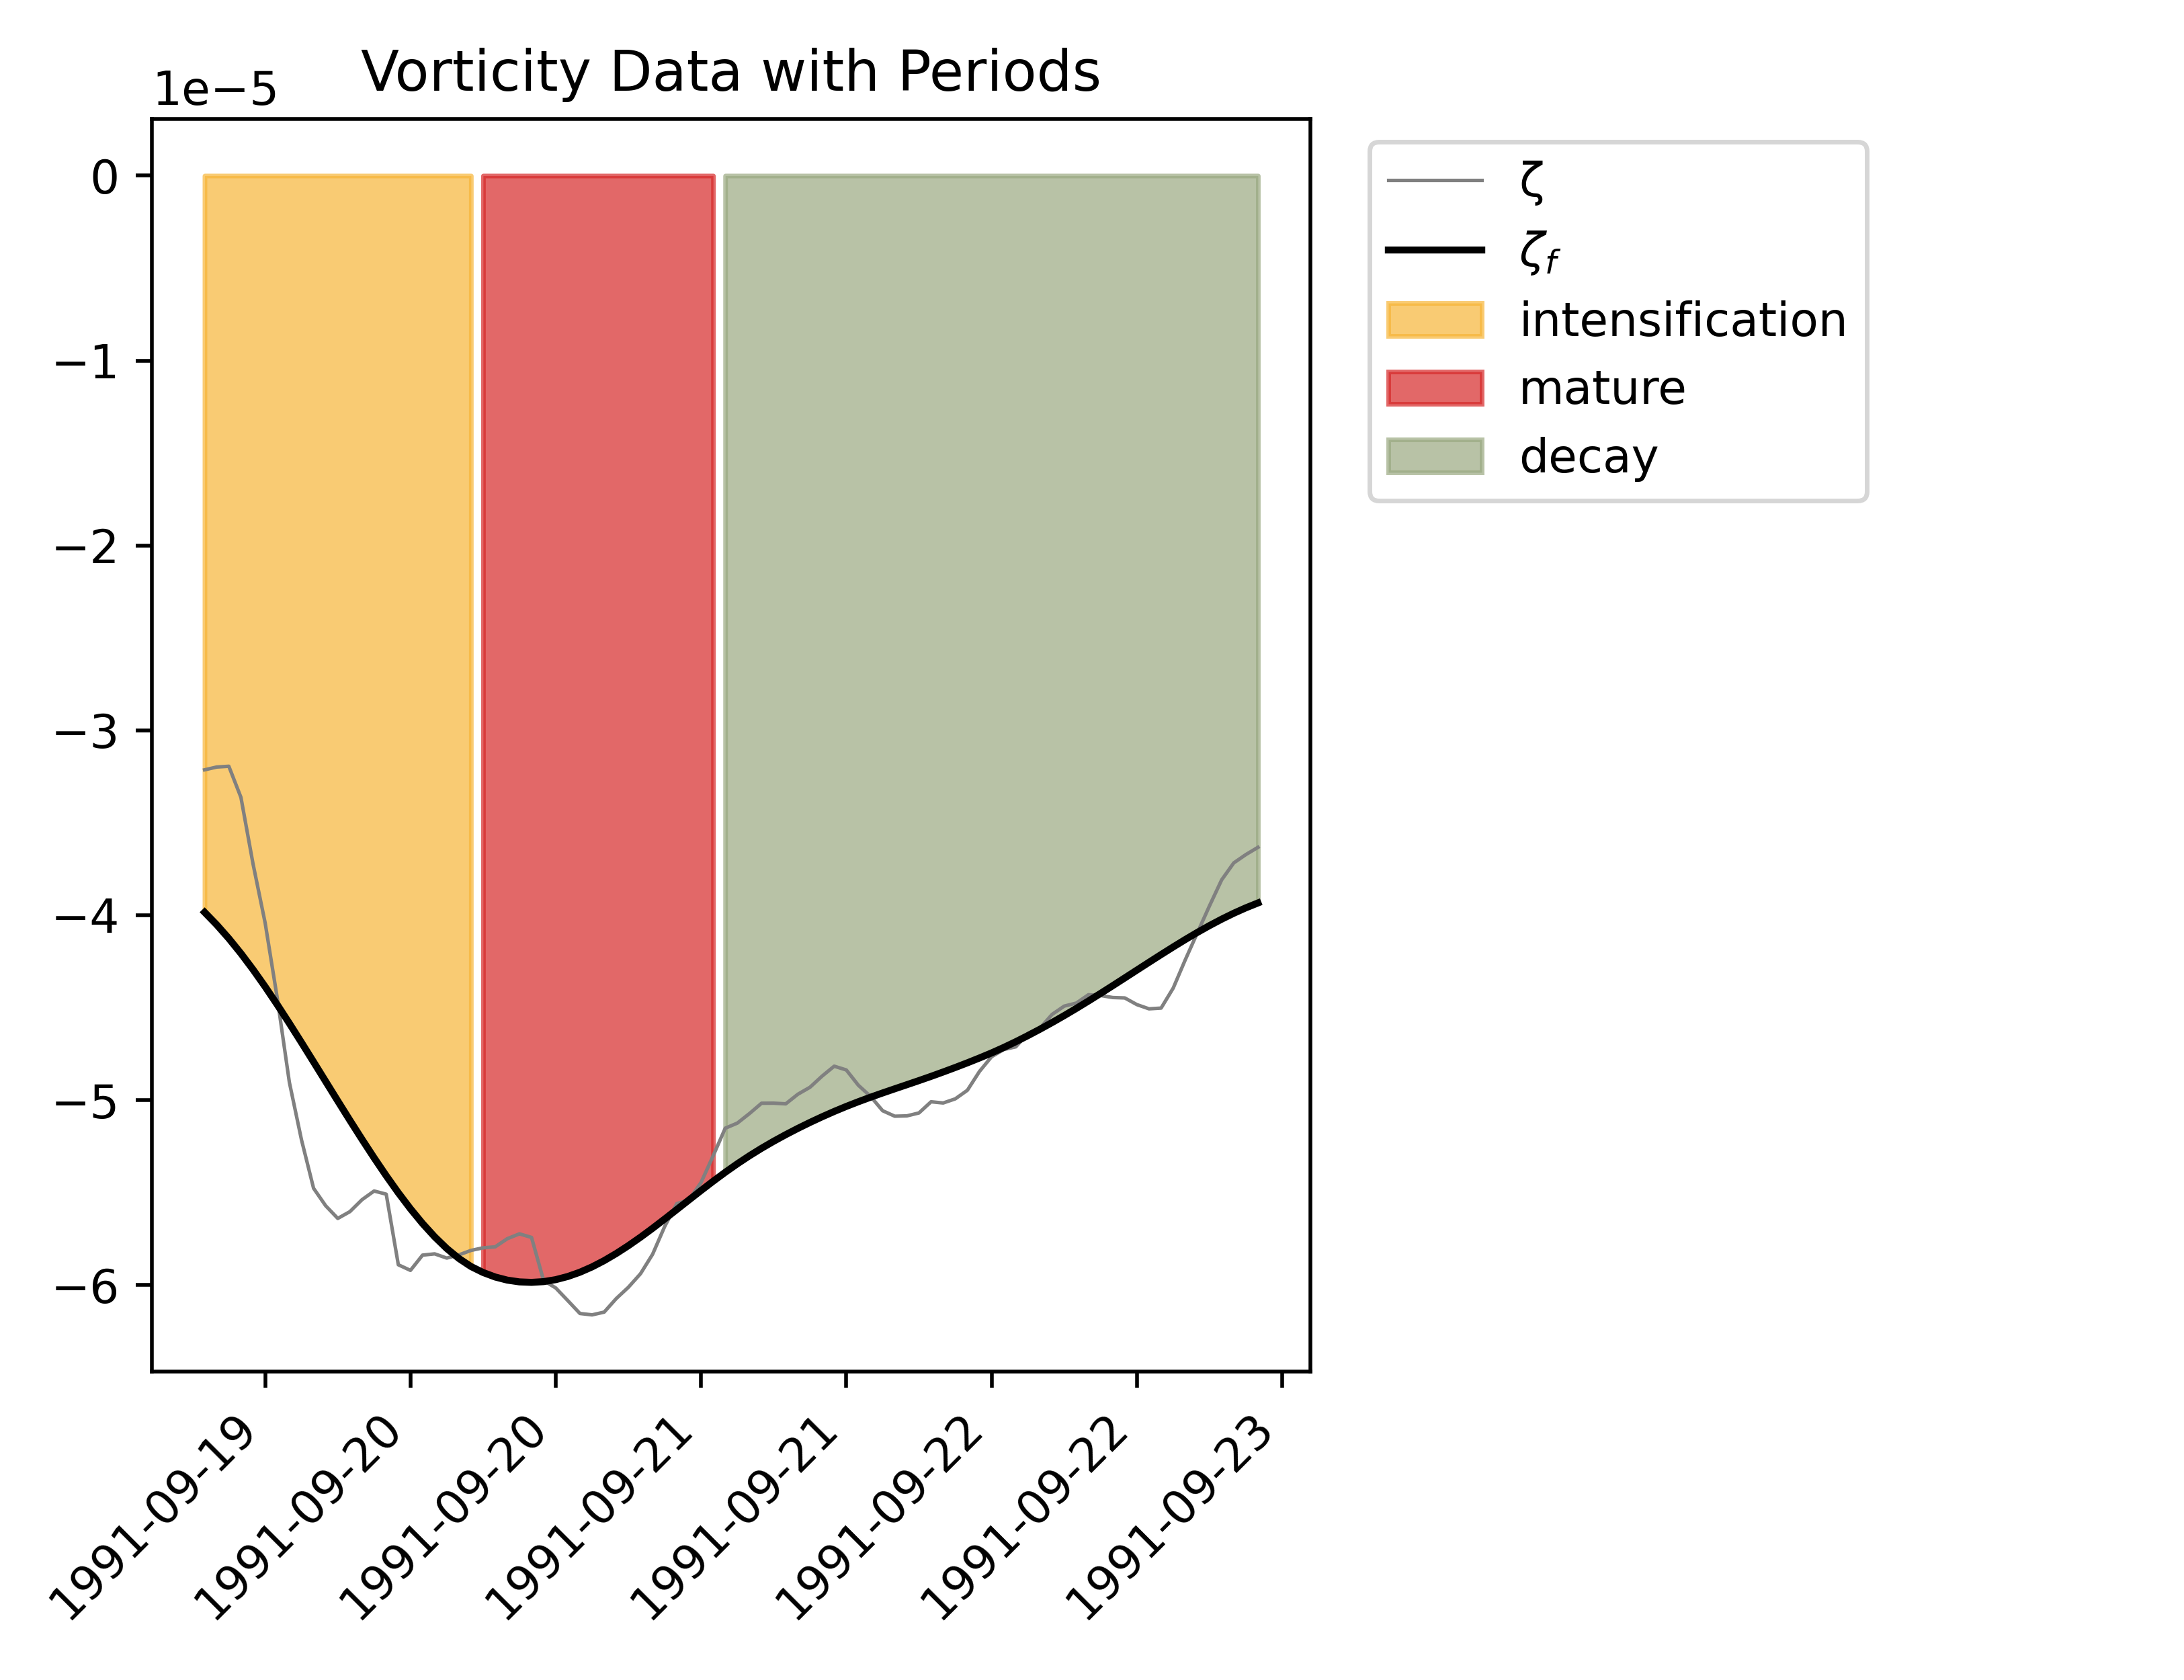 Vorticity Data with Periods
1e−5
0
−1
−2
−3
−4
−5
−6
1991-09-19
1991-09-20
1991-09-20
1991-09-21
1991-09-21
1991-09-22
1991-09-22
1991-09-23
ζ
ζf
intensification
mature
decay